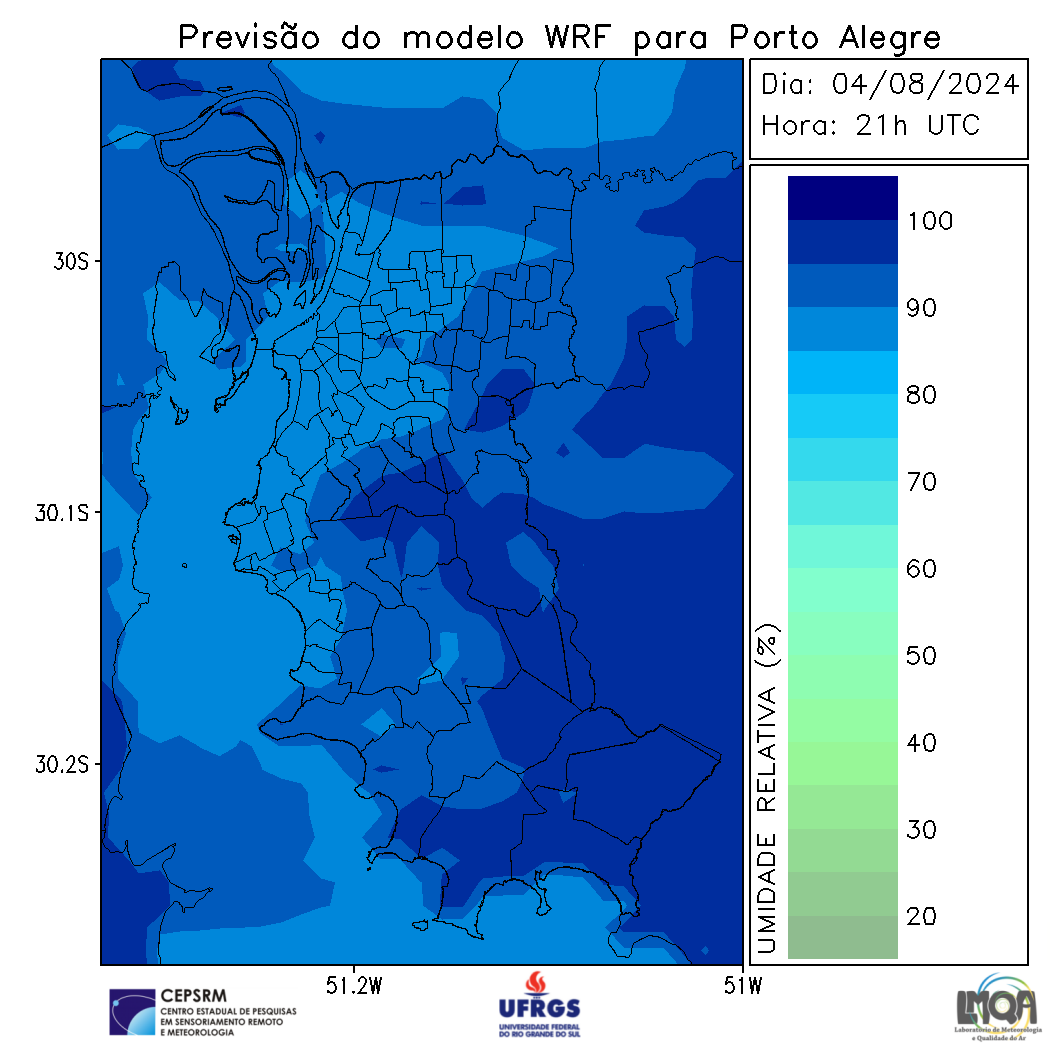 Previsão do modelo WRF para Porto Alegre
Dia: 04/08/2024
Hora: 21h UTC
30S
30.1S
30.2S
51.2W
51W
100
90
80
70
60
50
40
30
20
UMIDADE RELATIVA (%)
CEPSRM
CENTRO ESTADUAL DE PESQUISAS
EM SENSORIAMENTO REMOTO
E METEOROLOGIA
UFRGS
UNIVERSIDADE FEDERAL
DO RIO GRANDE DO SUL
LMQA
Laboratório de Meteorologia
e Qualidade do Ar